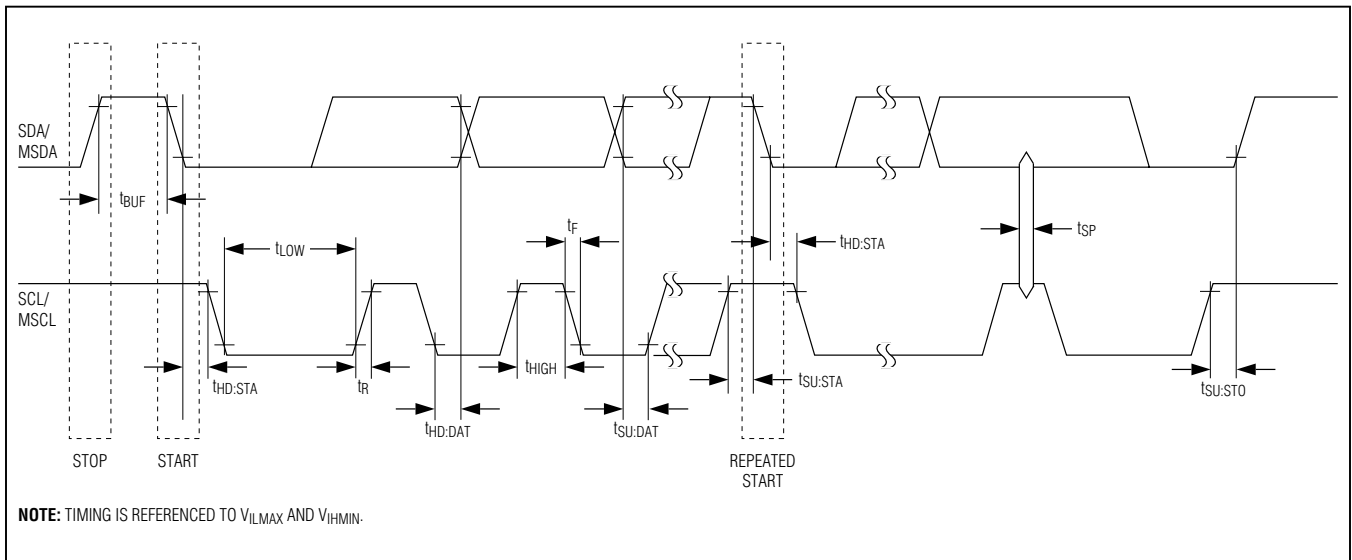 SDA/
MSDA
tBUF
tLOW
tF
tHD:STA
tSP
SCL/
MSCL
tHD:STA
tR
tHIGH
tHD:DAT
tSU:DAT
tSU:STA
tSU:STO
STOP
START
REPEATED
START
NOTE: TIMING IS REFERENCED TO VILMAX AND VIHMIN.